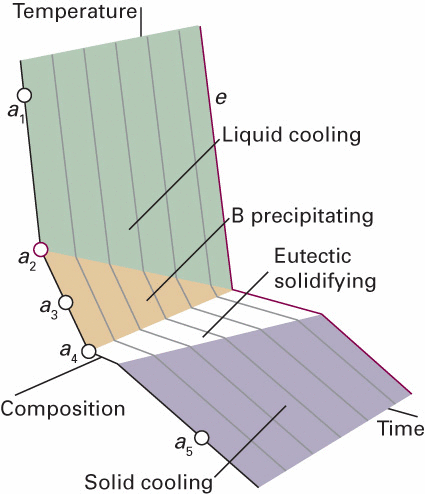 Temperature
a1
e
Liquid cooling
B precipitating
a2
Eutectic
solidifying
a3
a4
Composition
Time
a5
Solid cooling